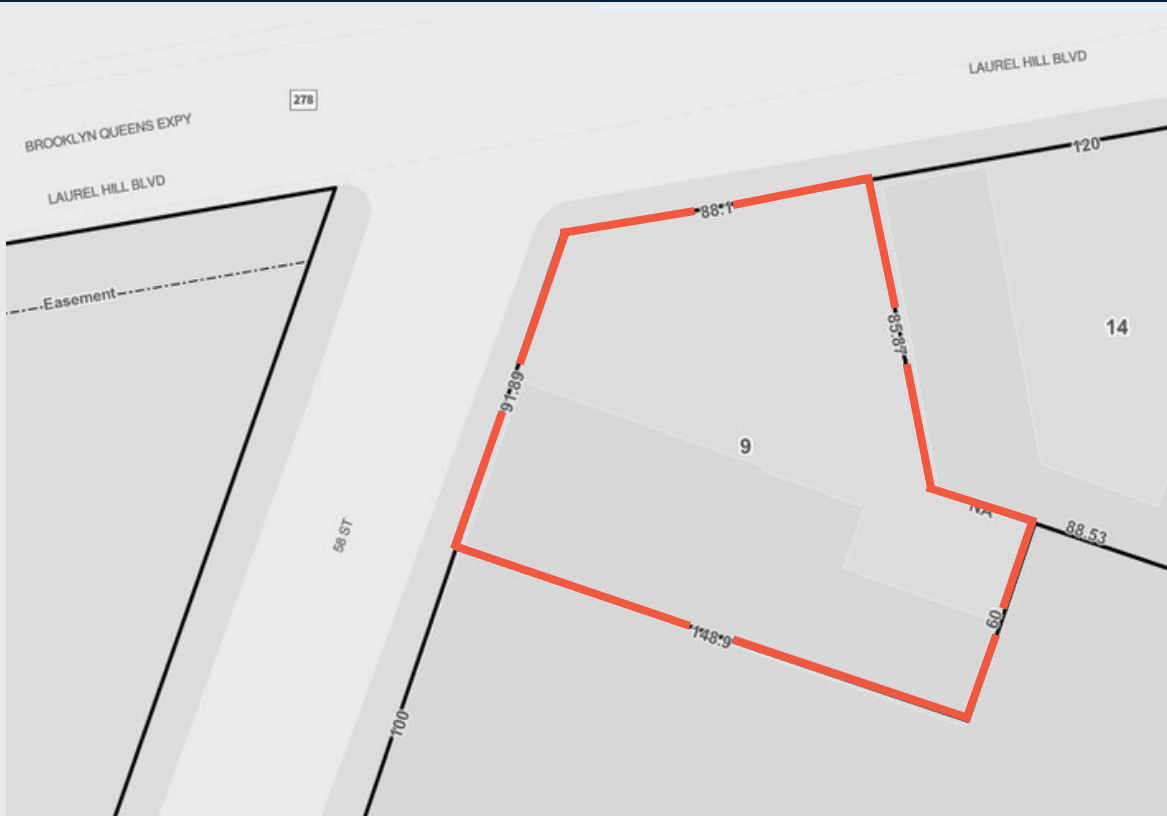 LAUREL HILL BLVD
278
BROOKLYN QUEENS EXPY
120
LAUREL HILL BLVD
88.1
Easement
14
85.87
91.89
9
NA
88.53
58 ST
60
148.9
100